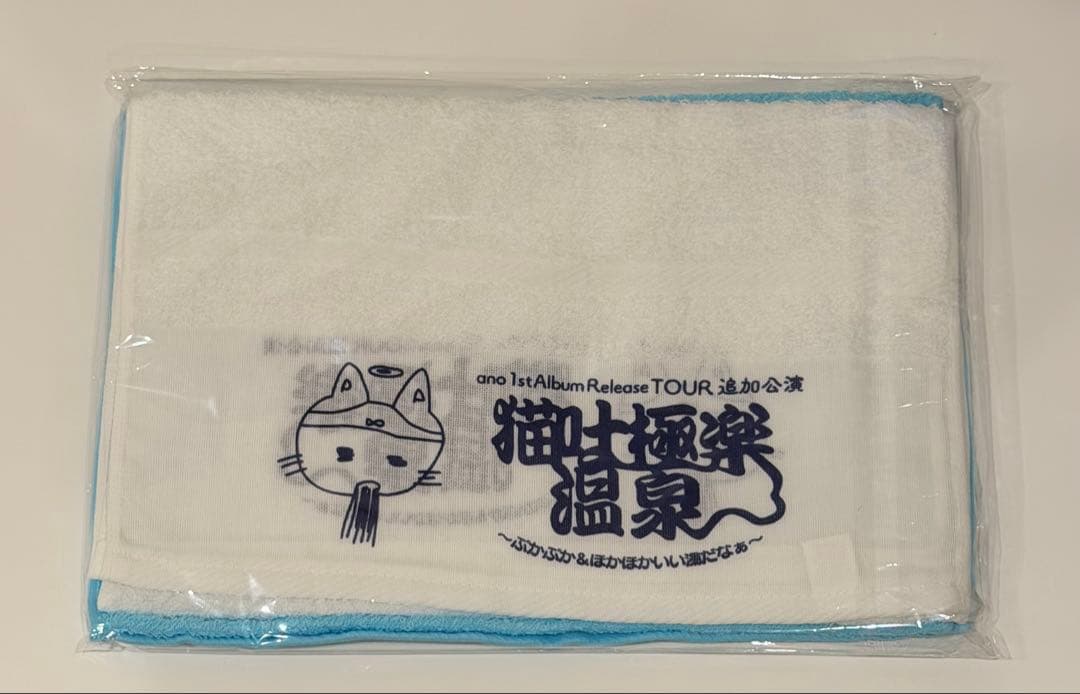 ano 1st Album Release TOUR 追加公演
猫吐極楽
温泉
～ぷかぷか＆ほかほかいい湯だなぁ～